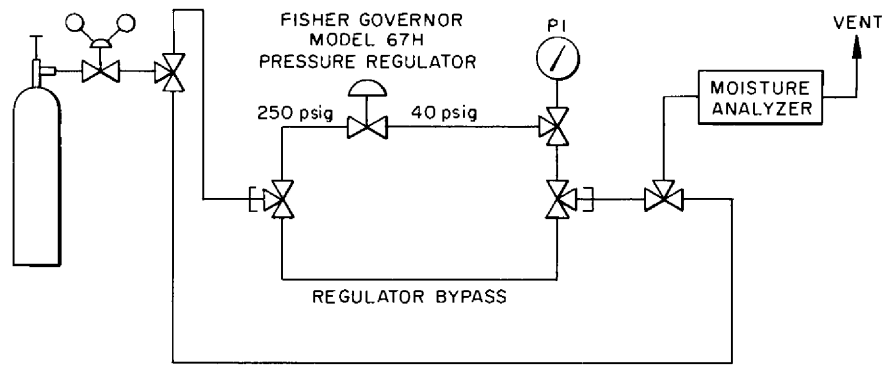 FISHER GOVERNOR
MODEL 67H
PRESSURE REGULATOR
PI
VENT
250 psig
40 psig
MOISTURE
ANALYZER
REGULATOR BYPASS